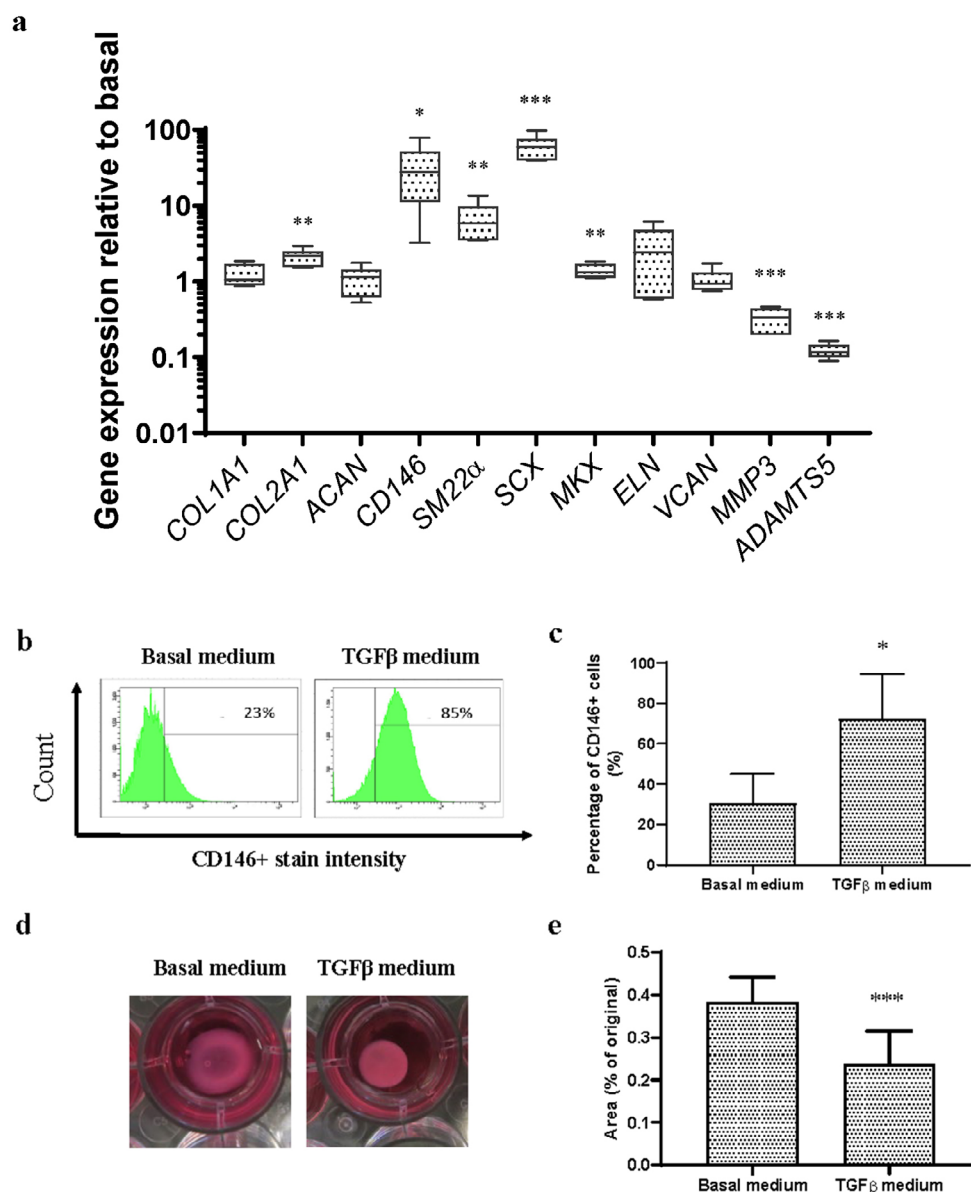 a
Gene expression relative to basal
100
10
1
0.1
0.01
*
**
***
**
**
***
***
COL1A1
COL2A1
ACAN
CD146
SM22α
SCX
MKX
ELN
VCAN
MMP3
ADAMTS5
b
Basal medium
TGFβ medium
23%
85%
Count
CD146+ stain intensity
c
Percentage of CD146+ cells
(%)
100
80
60
40
20
0
*
Basal medium
TGFβ medium
d
Basal medium
TGFβ medium
e
Area (% of original)
0.5
0.4
0.3
0.2
0.1
0.0
***
Basal medium
TGFβ medium